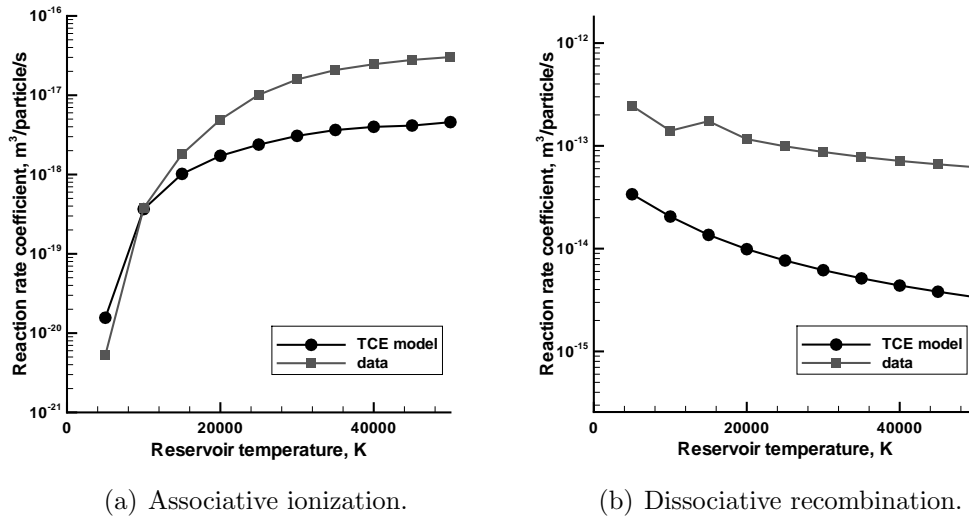 Reaction rate coefficient, m³/particle/s
10⁻¹⁶
10⁻¹⁷
10⁻¹⁸
10⁻¹⁹
10⁻²⁰
10⁻²¹
TCE model
data
0
20000
40000
Reservoir temperature, K
(a) Associative ionization.
Reaction rate coefficient, m³/particle/s
10⁻¹²
10⁻¹³
10⁻¹⁴
10⁻¹⁵
TCE model
data
0
20000
40000
Reservoir temperature, K
(b) Dissociative recombination.